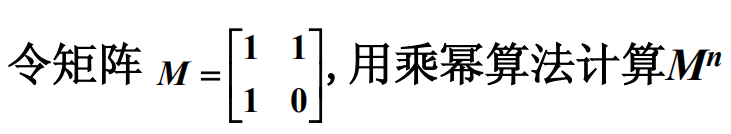 令矩阵 M = [1 1; 1 0], 用乘幂算法计算Mⁿ